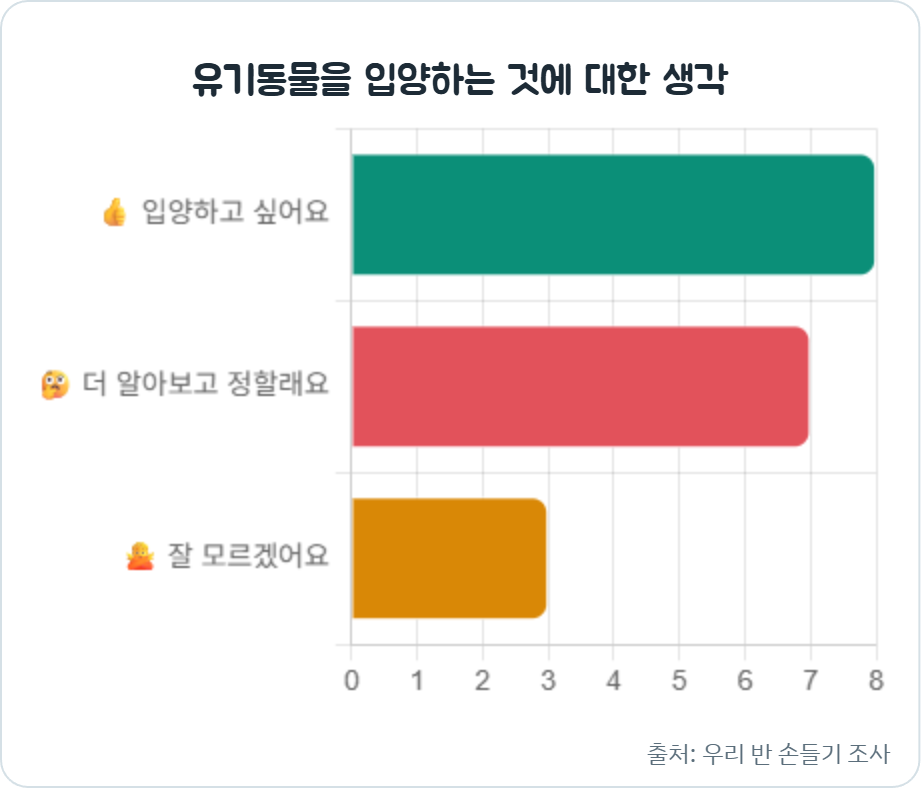 유기동물을 입양하는 것에 대한 생각
👍 입양하고 싶어요
🤔 더 알아보고 정할래요
🤷 잘 모르겠어요
0 1 2 3 4 5 6 7 8
출처: 우리 반 손들기 조사